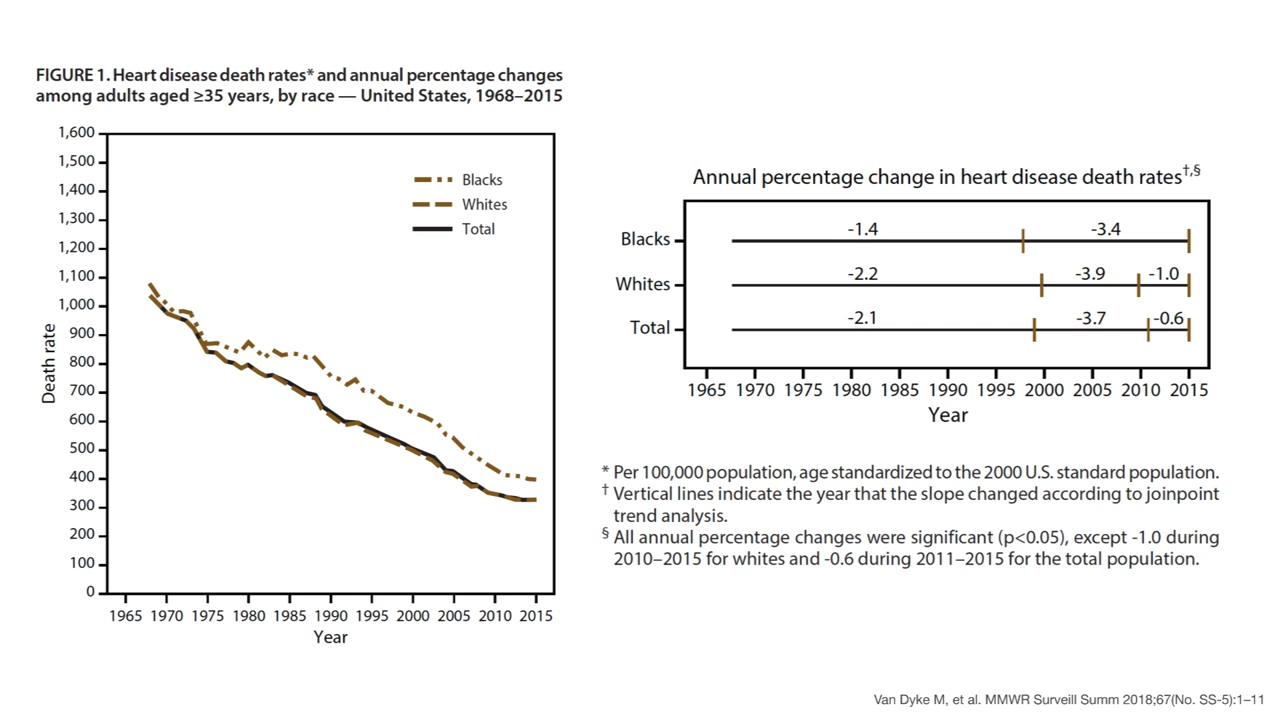 FIGURE 1. Heart disease death rates* and annual percentage changes
among adults aged ≥35 years, by race — United States, 1968–2015
1,600
1,500
1,400
1,300
1,200
1,100
1,000
900
800
700
600
500
400
300
200
100
0
Death rate
Blacks
Whites
Total
1965 1970 1975 1980 1985 1990 1995 2000 2005 2010 2015
Year
Annual percentage change in heart disease death rates†,§
Blacks -1.4 -3.4
Whites -2.2 -3.9 -1.0
Total -2.1 -3.7 -0.6
1965 1970 1975 1980 1985 1990 1995 2000 2005 2010 2015
Year
* Per 100,000 population, age standardized to the 2000 U.S. standard population.
† Vertical lines indicate the year that the slope changed according to joinpoint
trend analysis.
§ All annual percentage changes were significant (p<0.05), except -1.0 during
2010–2015 for whites and -0.6 during 2011–2015 for the total population.
Van Dyke M, et al. MMWR Surveill Summ 2018;67(No. SS-5):1–11